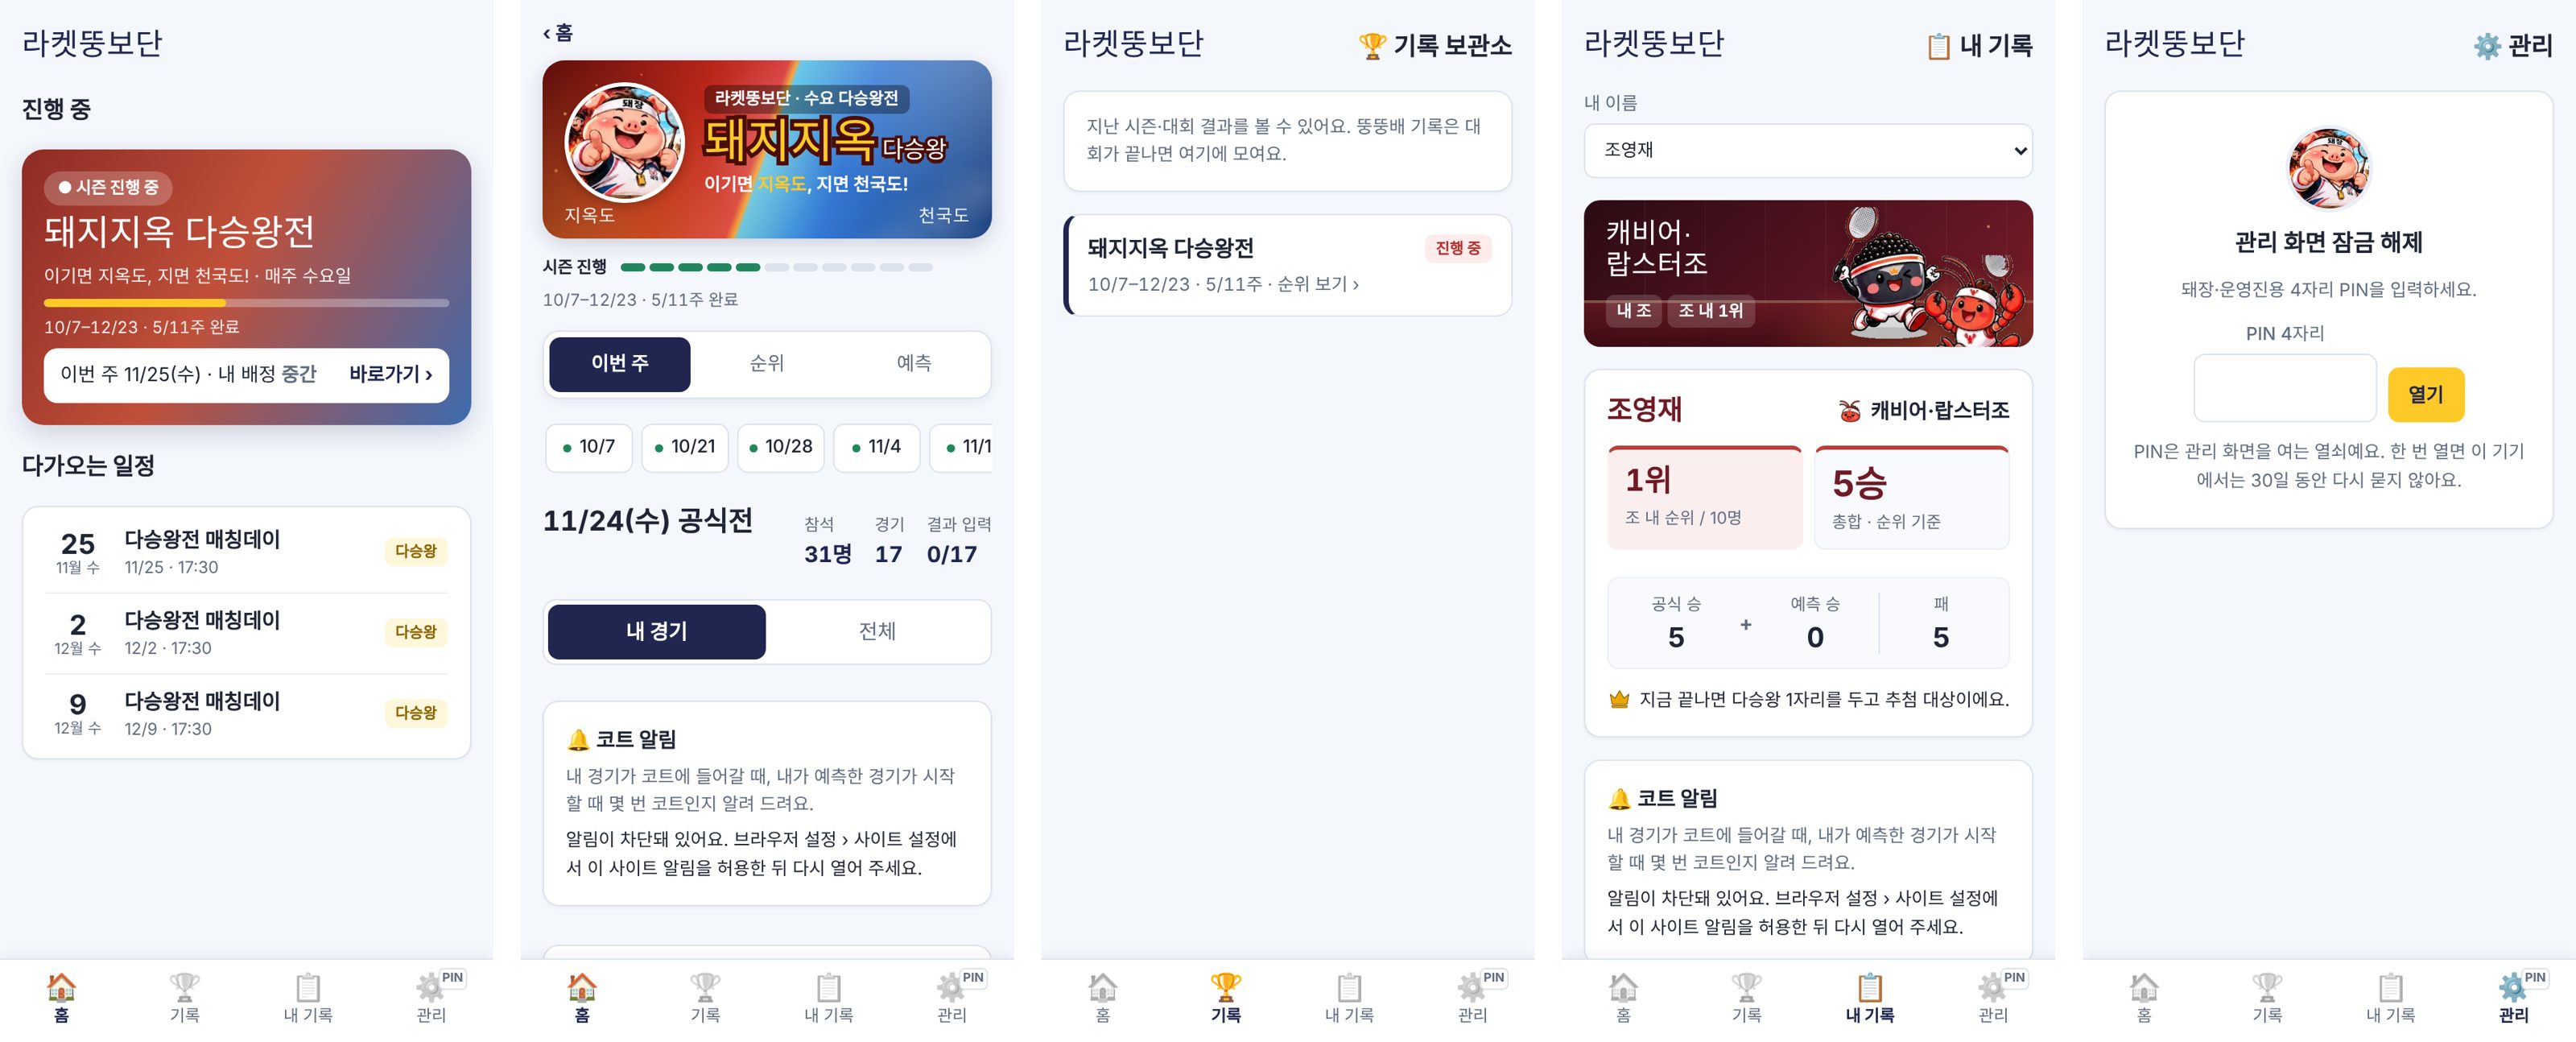 라켓뚱보단
진행 중
시즌 진행 중
돼지지옥 다승왕전
이기면 지옥도, 지면 천국도! · 매주 수요일
10/7–12/23 · 5/11주 완료
이번 주 11/25(수) · 내 배정 중간 바로가기 ›
다가오는 일정
25 다승왕전 매칭데이 다승왕
11월 수 11/25 · 17:30
2 다승왕전 매칭데이 다승왕
12월 수 12/2 · 17:30
9 다승왕전 매칭데이 다승왕
12월 수 12/9 · 17:30
홈 기록 내 기록 PIN 관리
‹ 홈
돼장
라켓뚱보단 · 수요 다승왕전
돼지지옥 다승왕
이기면 지옥도, 지면 천국도!
지옥도 천국도
시즌 진행
10/7–12/23 · 5/11주 완료
이번 주 순위 예측
10/7 10/21 10/28 11/4 11/1
11/24(수) 공식전
참석 경기 결과 입력
31명 17 0/17
내 경기 전체
🔔 코트 알림
내 경기가 코트에 들어갈 때, 내가 예측한 경기가 시작
할 때 몇 번 코트인지 알려 드려요.
알림이 차단돼 있어요. 브라우저 설정 › 사이트 설정에
서 이 사이트 알림을 허용한 뒤 다시 열어 주세요.
홈 기록 내 기록 PIN 관리
라켓뚱보단 🏆 기록 보관소
지난 시즌·대회 결과를 볼 수 있어요. 뚱뚱배 기록은 대
회가 끝나면 여기에 모여요.
돼지지옥 다승왕전 진행 중
10/7–12/23 · 5/11주 · 순위 보기 ›
홈 기록 내 기록 PIN 관리
라켓뚱보단 📋 내 기록
내 이름
조영재
캐비어·
랍스터조
내 조 조 내 1위
조영재 캐비어·랍스터조
1위 5승
조 내 순위 / 10명 총합 · 순위 기준
공식 승 예측 승 패
5 + 0 5
지금 끝나면 다승왕 1자리를 두고 추첨 대상이에요.
🔔 코트 알림
내 경기가 코트에 들어갈 때, 내가 예측한 경기가 시작
할 때 몇 번 코트인지 알려 드려요.
알림이 차단돼 있어요. 브라우저 설정 › 사이트 설정에
서 이 사이트 알림을 허용한 뒤 다시 열어 주세요.
홈 기록 내 기록 PIN 관리
라켓뚱보단 ⚙️ 관리
돼장
관리 화면 잠금 해제
돼장·운영진용 4자리 PIN을 입력하세요.
PIN 4자리
열기
PIN은 관리 화면을 여는 열쇠예요. 한 번 열면 이 기기
에서는 30일 동안 다시 묻지 않아요.
홈 기록 내 기록 PIN 관리